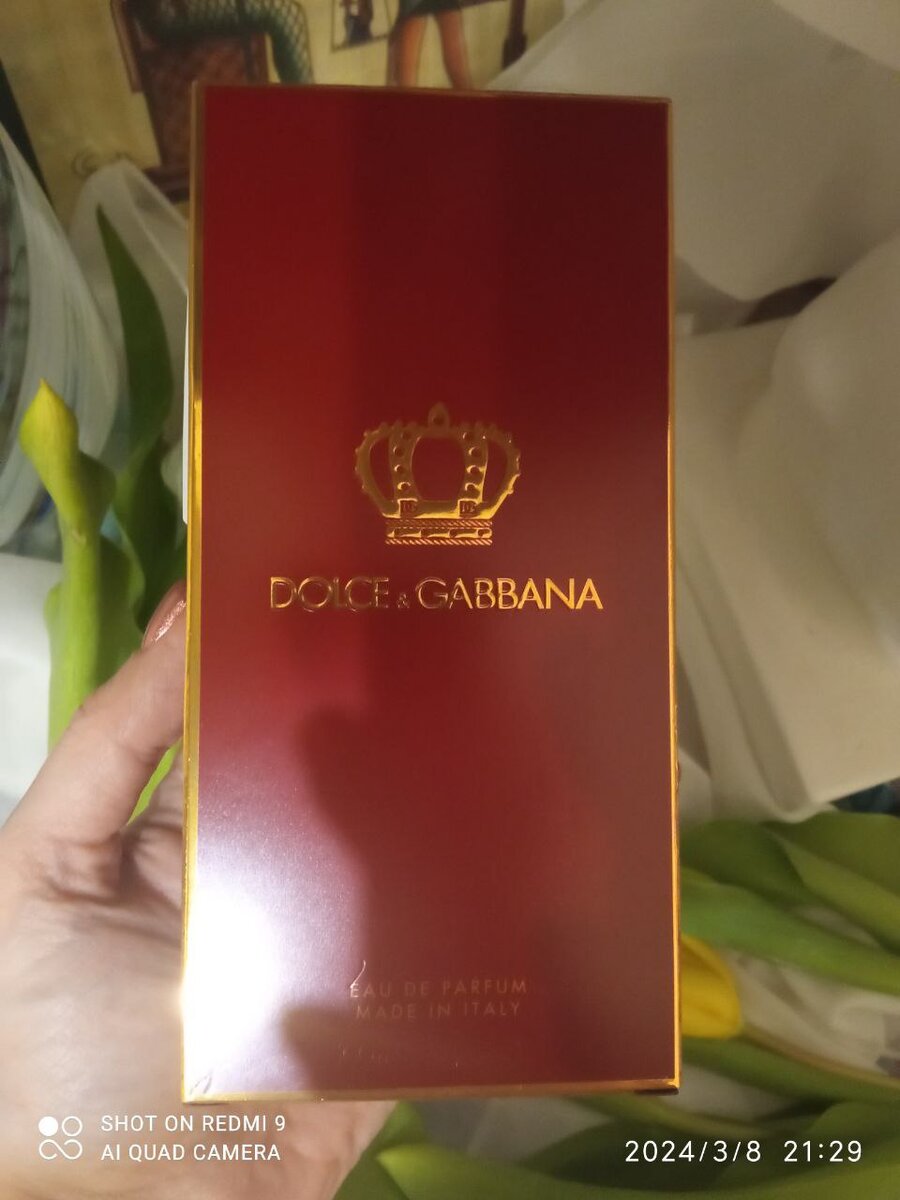 DOLCE & GABBANA
EAU DE PARFUM
MADE IN ITALY
SHOT ON REDMI 9
AI QUAD CAMERA
2024/3/8 21:29